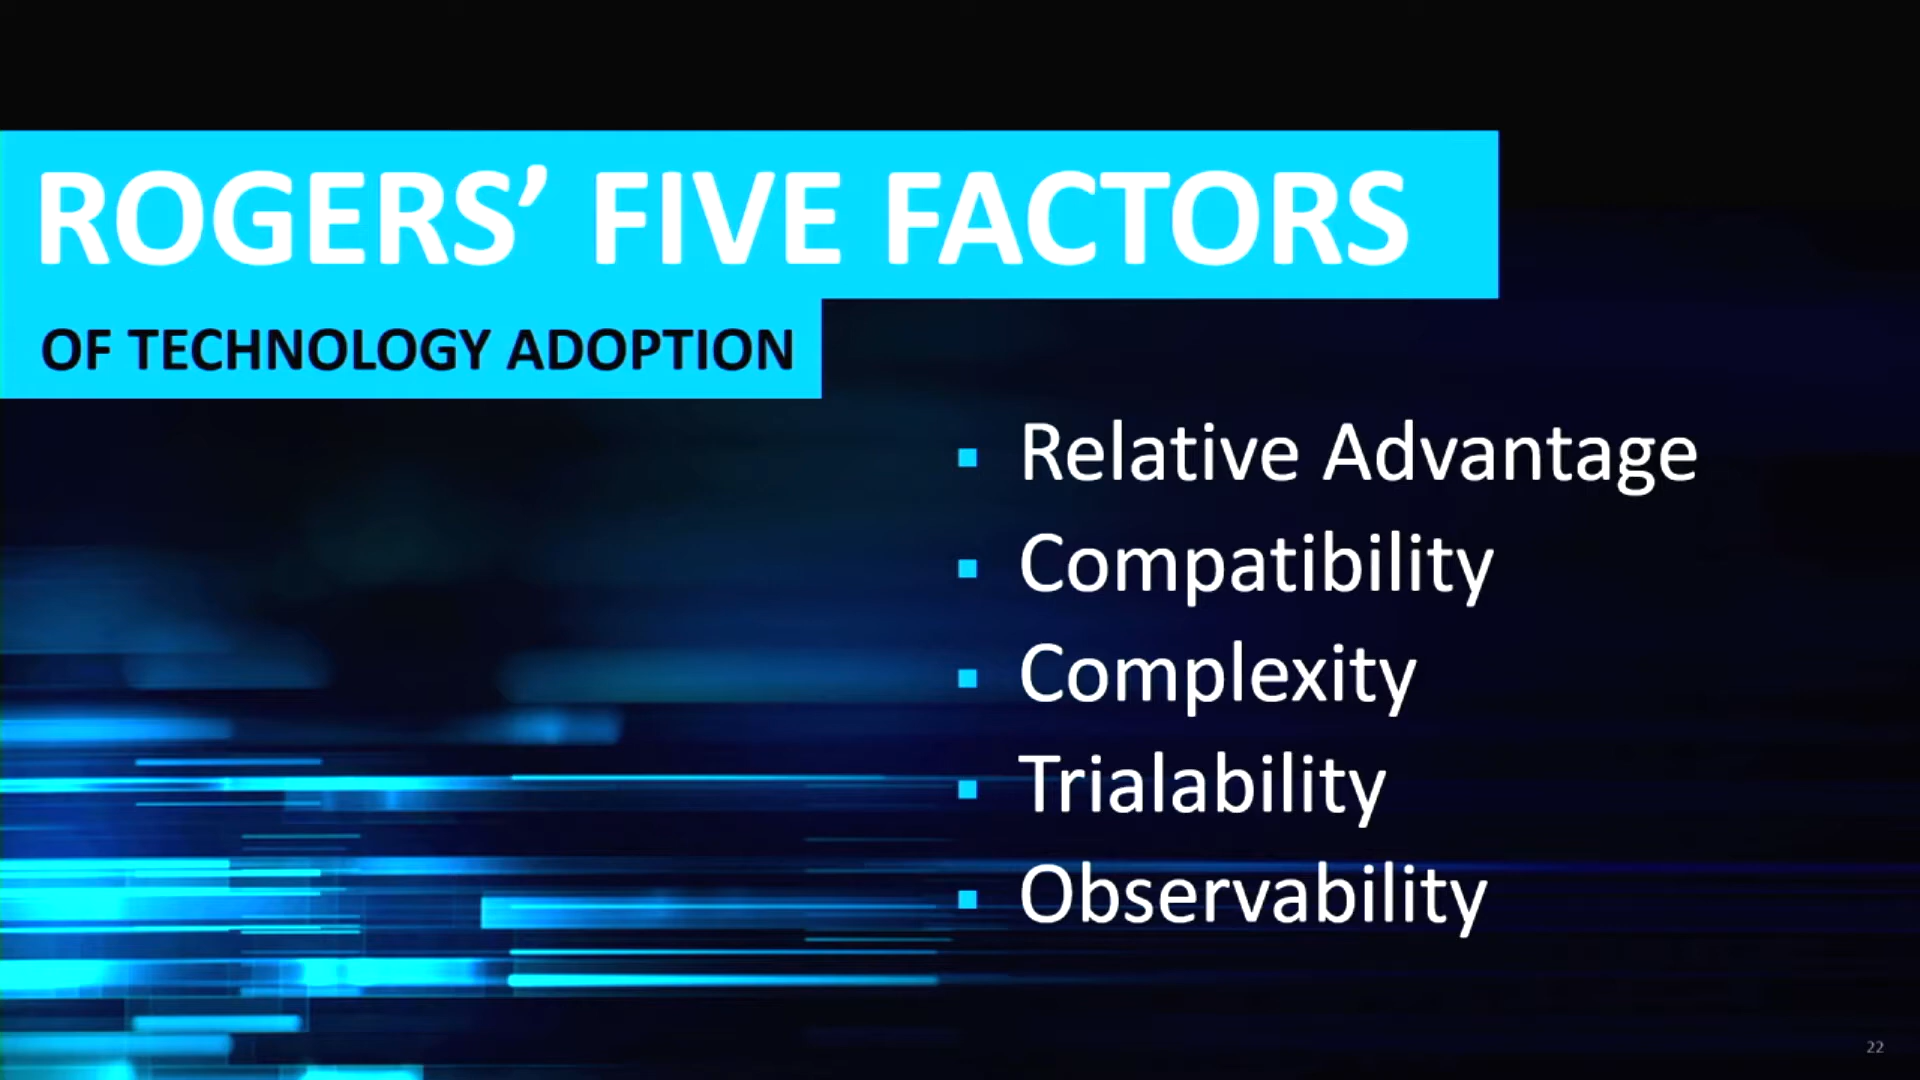 ROGERS’ FIVE FACTORS
OF TECHNOLOGY ADOPTION
▪ Relative Advantage
▪ Compatibility
▪ Complexity
▪ Trialability
▪ Observability
22